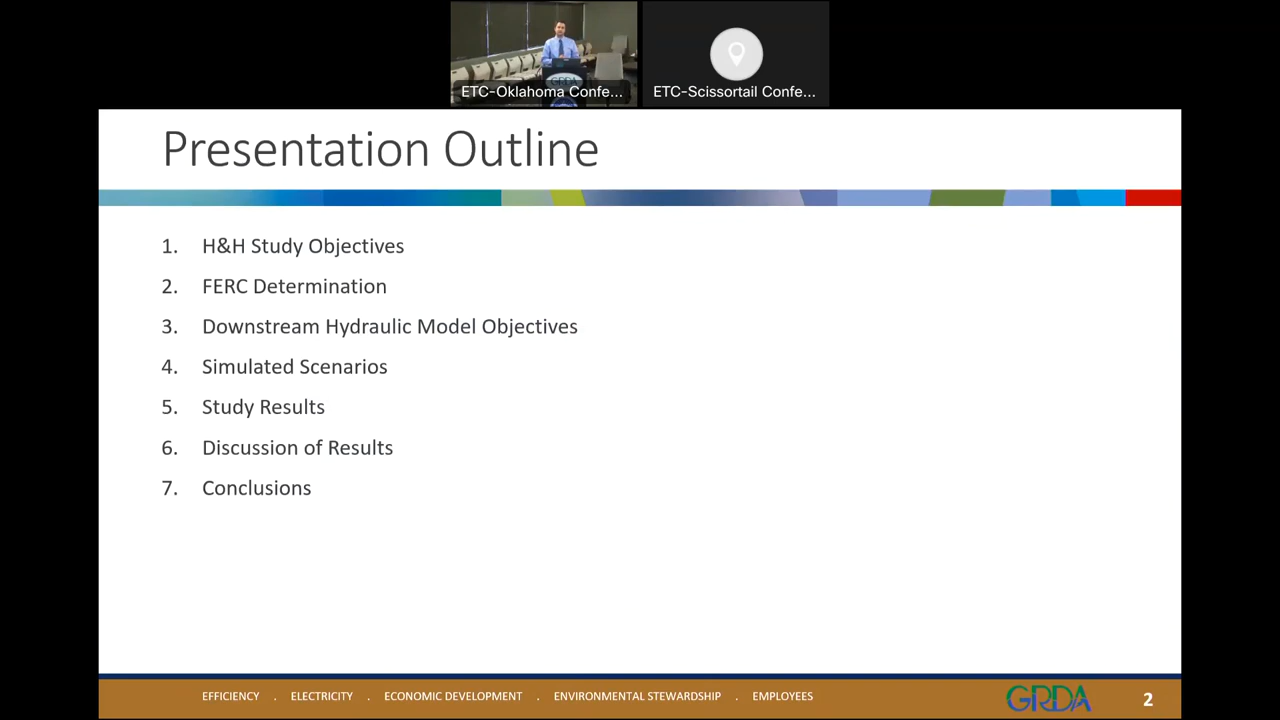 GRDA
ETC-Oklahoma Confe...
ETC-Scissortail Confe...
Presentation Outline
1. H&H Study Objectives
2. FERC Determination
3. Downstream Hydraulic Model Objectives
4. Simulated Scenarios
5. Study Results
6. Discussion of Results
7. Conclusions
EFFICIENCY . ELECTRICITY . ECONOMIC DEVELOPMENT . ENVIRONMENTAL STEWARDSHIP . EMPLOYEES
GRDA
2